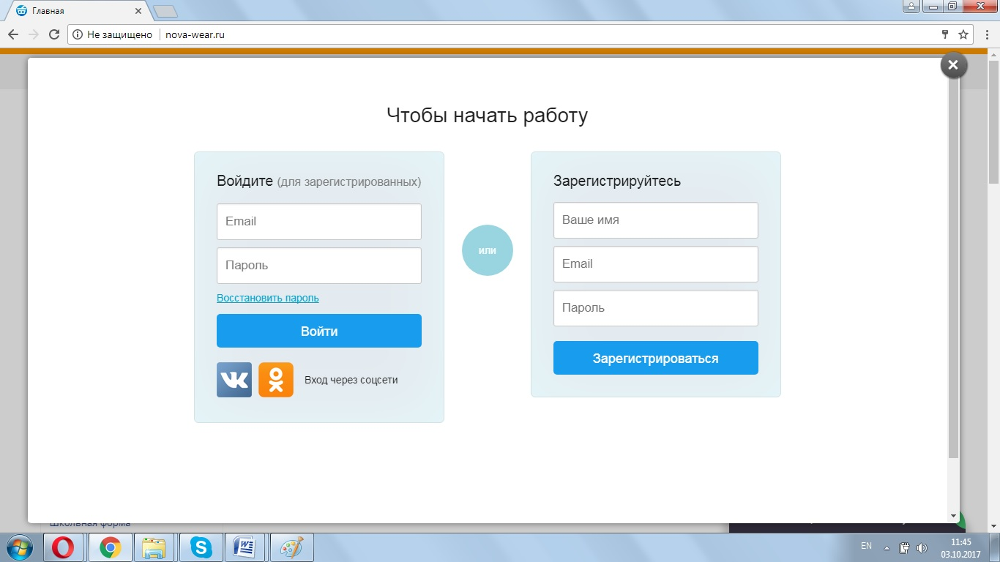 Главная
Не защищено
nova-wear.ru
Чтобы начать работу
Войдите (для зарегистрированных)
Email
Пароль
Восстановить пароль
Войти
Вход через соцсети
или
Зарегистрируйтесь
Ваше имя
Email
Пароль
Зарегистрироваться
Школьная форма
EN
11:45
03.10.2017